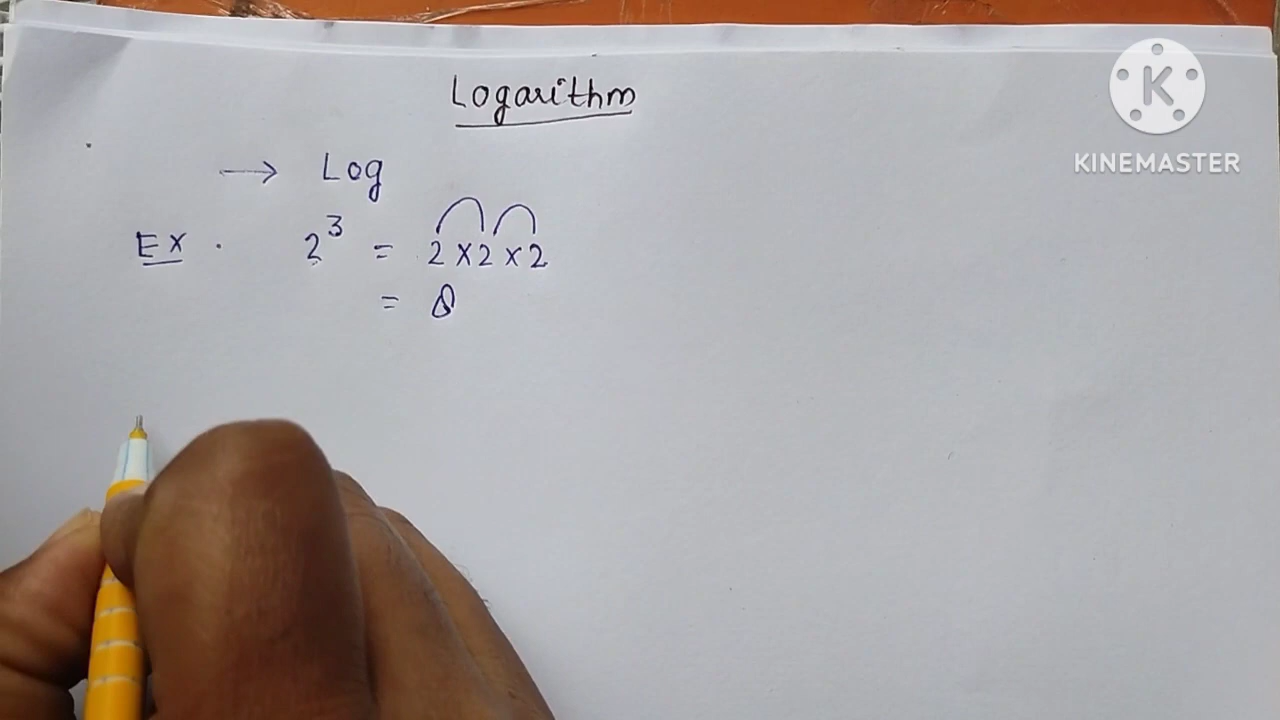 Logarithm
→ Log
Ex. 2³ = 2×2×2
= 8
K
KINEMASTER